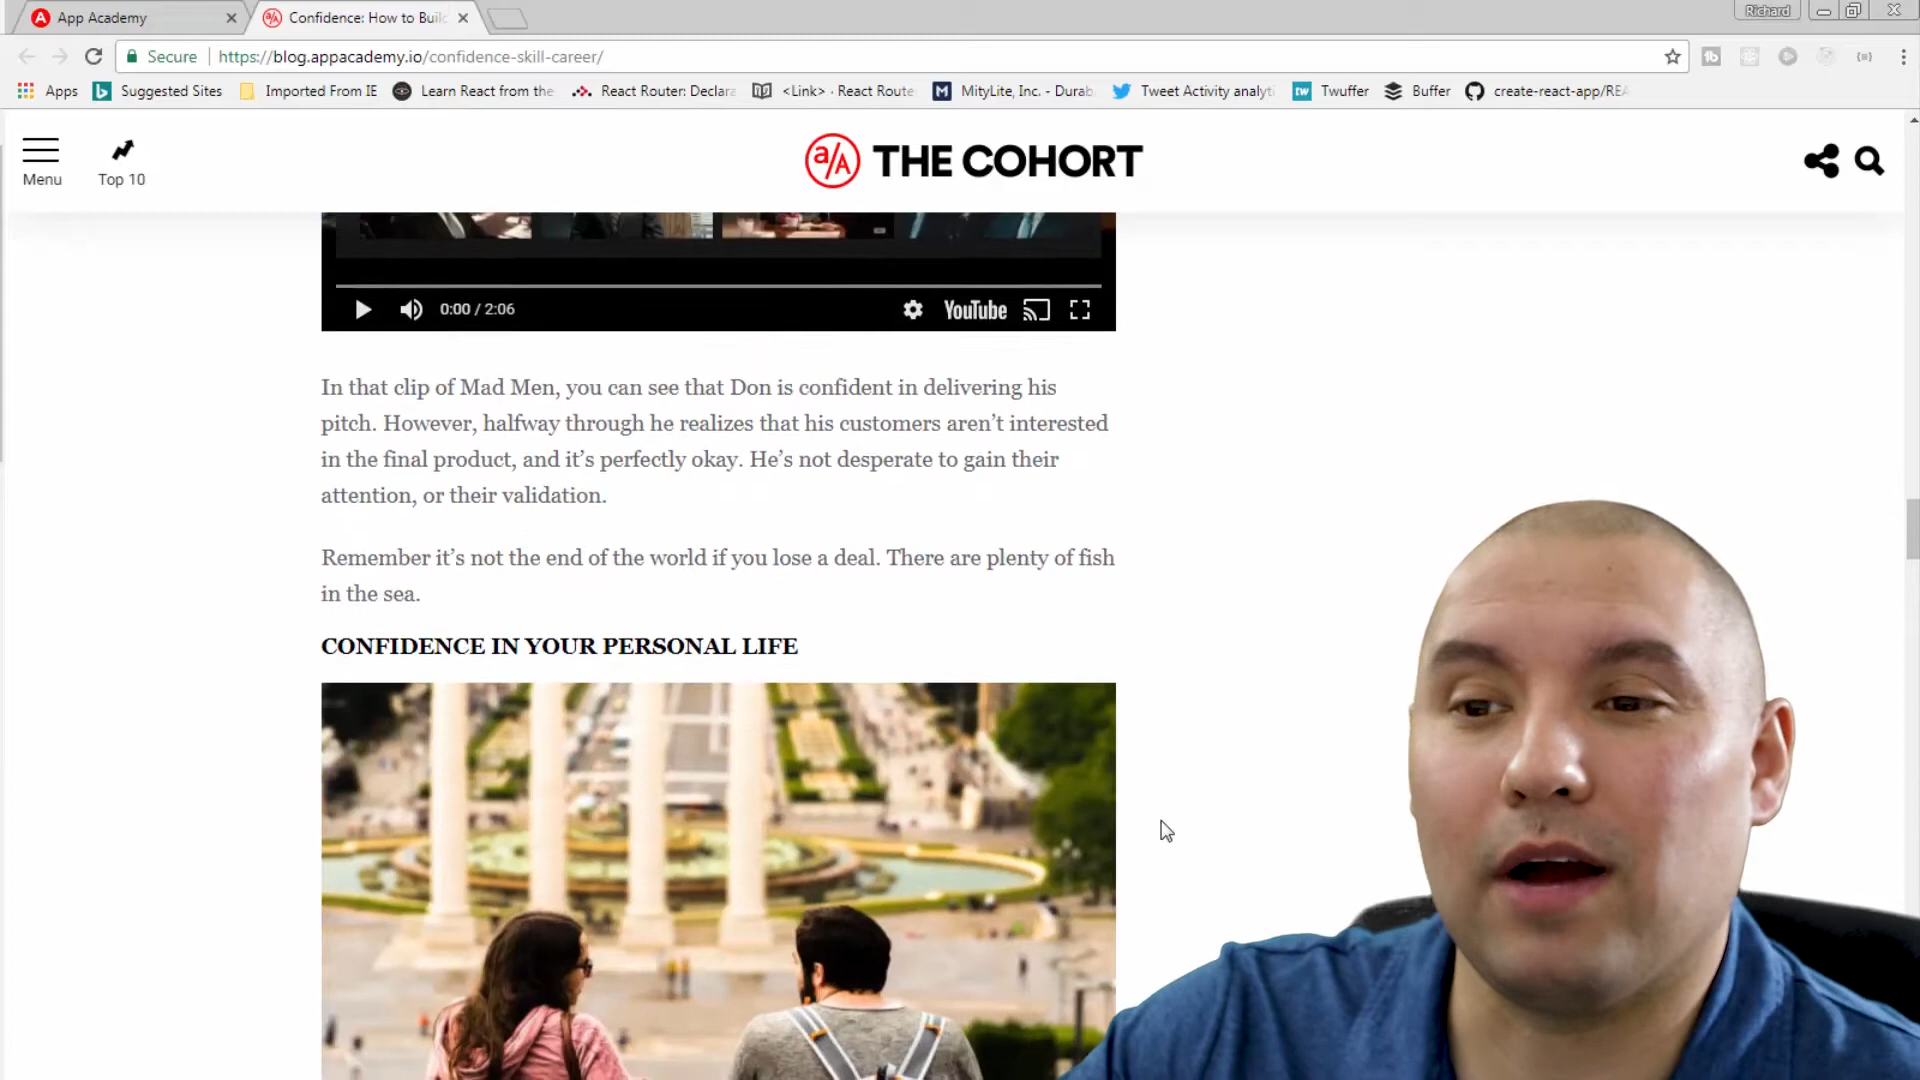 App Academy
Confidence: How to Buil
Richard
Secure
https://blog.appacademy.io/confidence-skill-career/
Apps
Suggested Sites
Imported From IE
Learn React from the
React Router: Declara
<Link> · React Route
MityLite, Inc. - Durab
Tweet Activity analyti
Twuffer
Buffer
create-react-app/REA
Menu
Top 10
a/A THE COHORT
0:00 / 2:06
YouTube
In that clip of Mad Men, you can see that Don is confident in delivering his
pitch. However, halfway through he realizes that his customers aren’t interested
in the final product, and it’s perfectly okay. He’s not desperate to gain their
attention, or their validation.
Remember it’s not the end of the world if you lose a deal. There are plenty of fish
in the sea.
CONFIDENCE IN YOUR PERSONAL LIFE